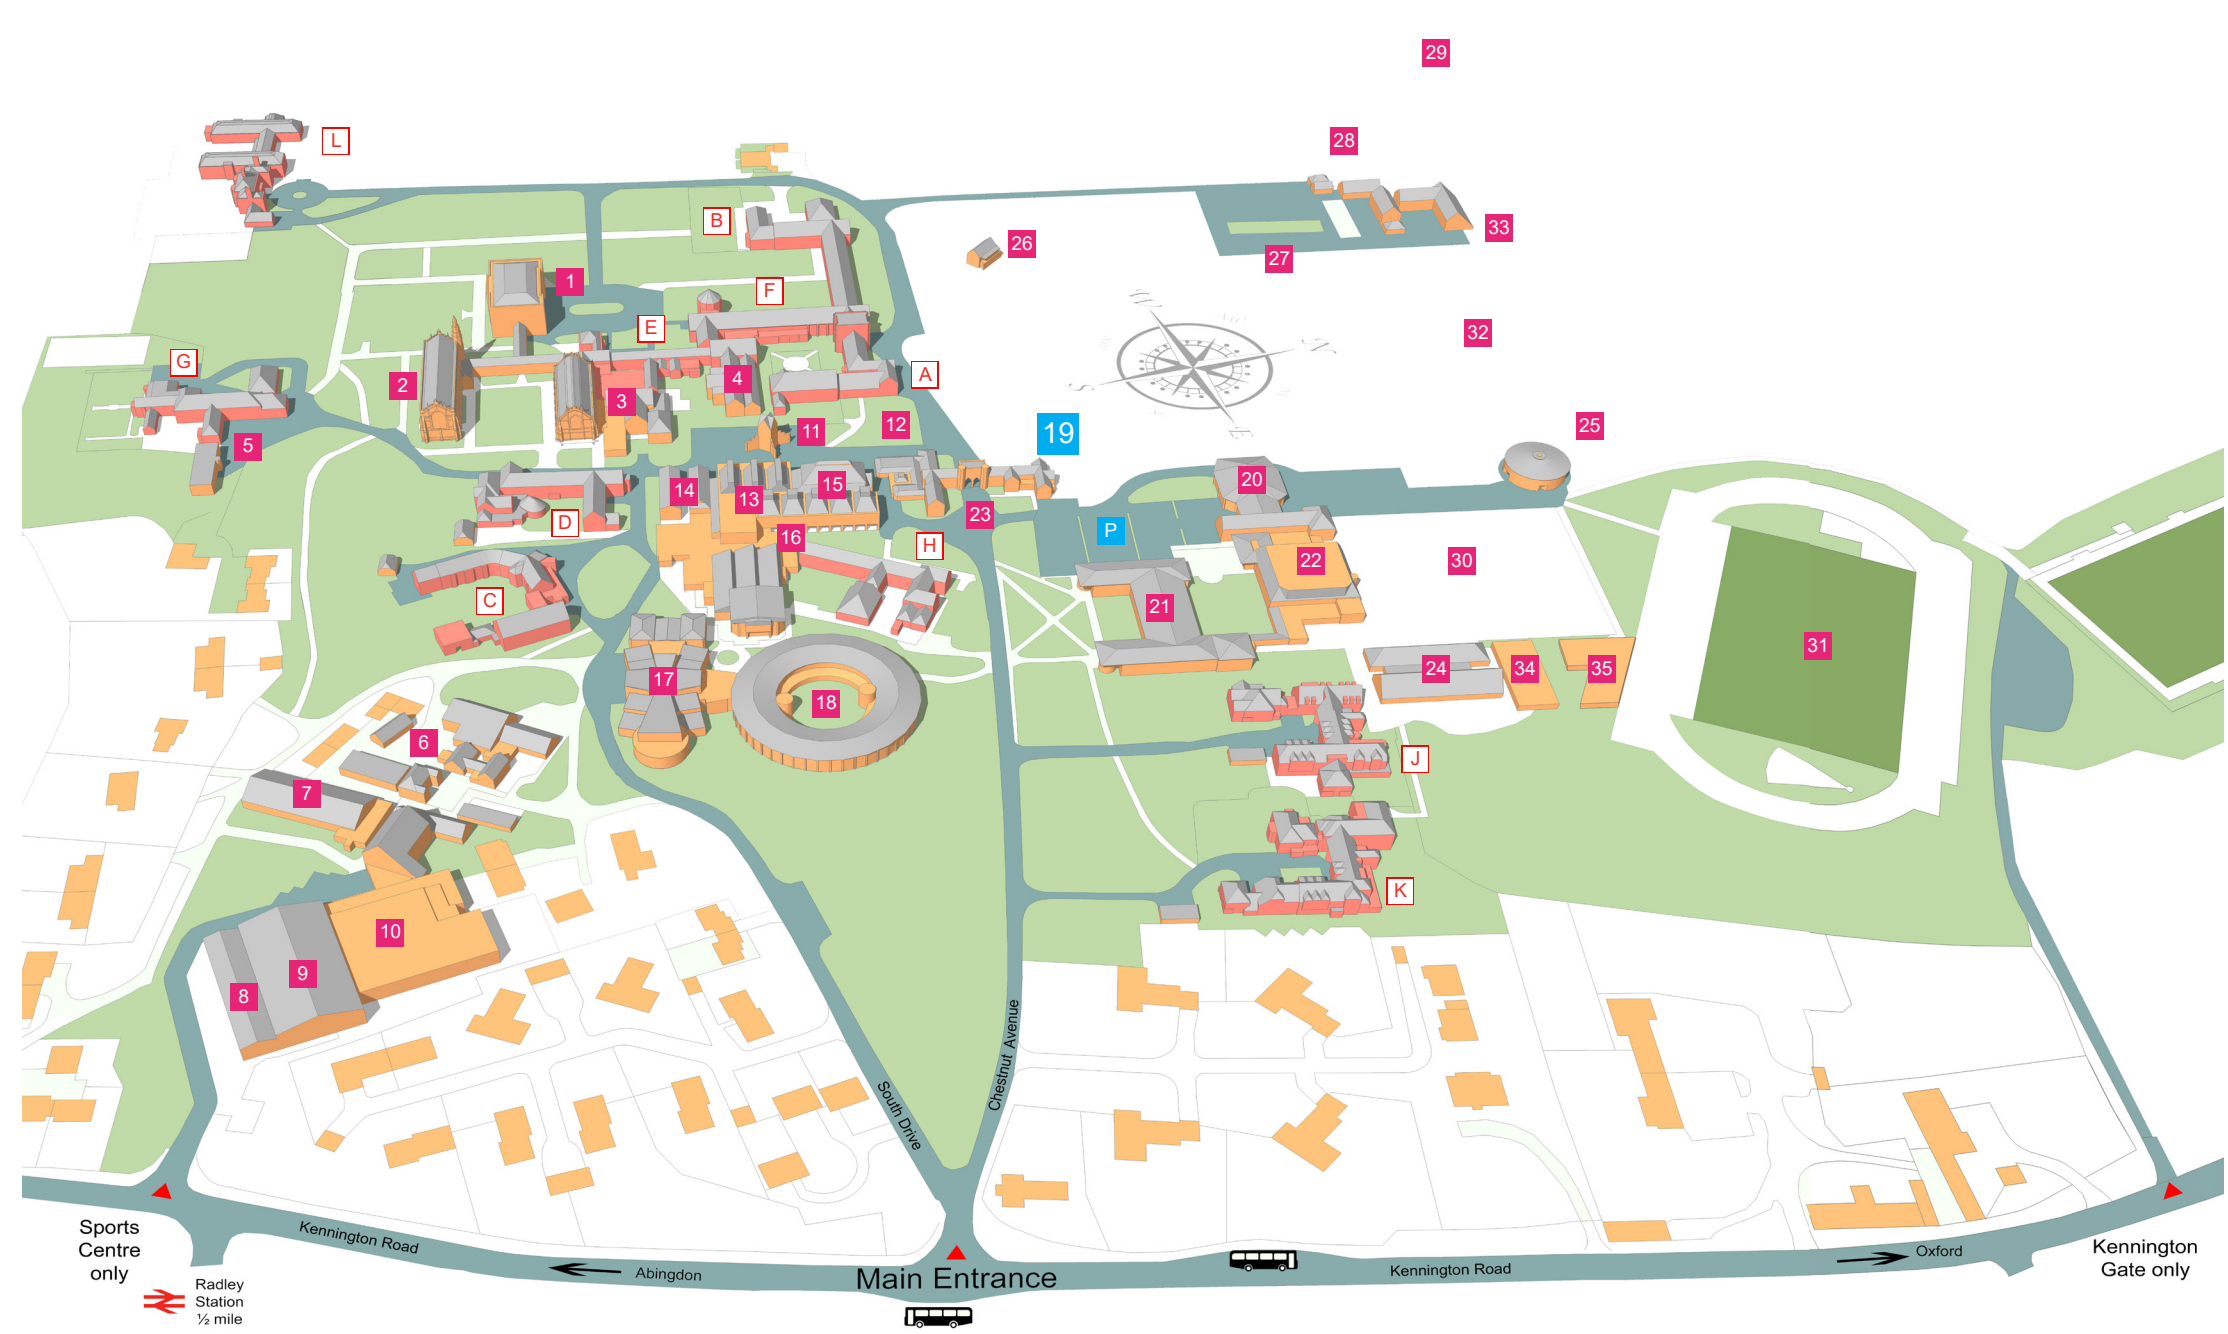 29
28
L
B
33
26
27
1
F
E
32
G
2
3
4
A
5
11
12
19
25
N
S
W
E
14
13
15
20
23
D
16
H
P
22
30
C
21
31
17
18
24
34
35
6
7
J
K
10
9
8
Chestnut Avenue
South Drive
Sports
Centre
only
Kennington Road
Abingdon
Main Entrance
Kennington Road
Oxford
Kennington
Gate only
Radley
Station
½ mile